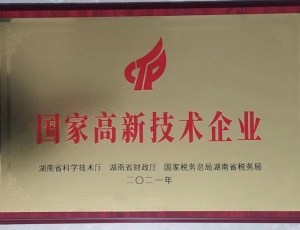 国家高新技术企业
湖南省科学技术厅 湖南省财政厅 国家税务总局湖南省税务局
二〇二一年